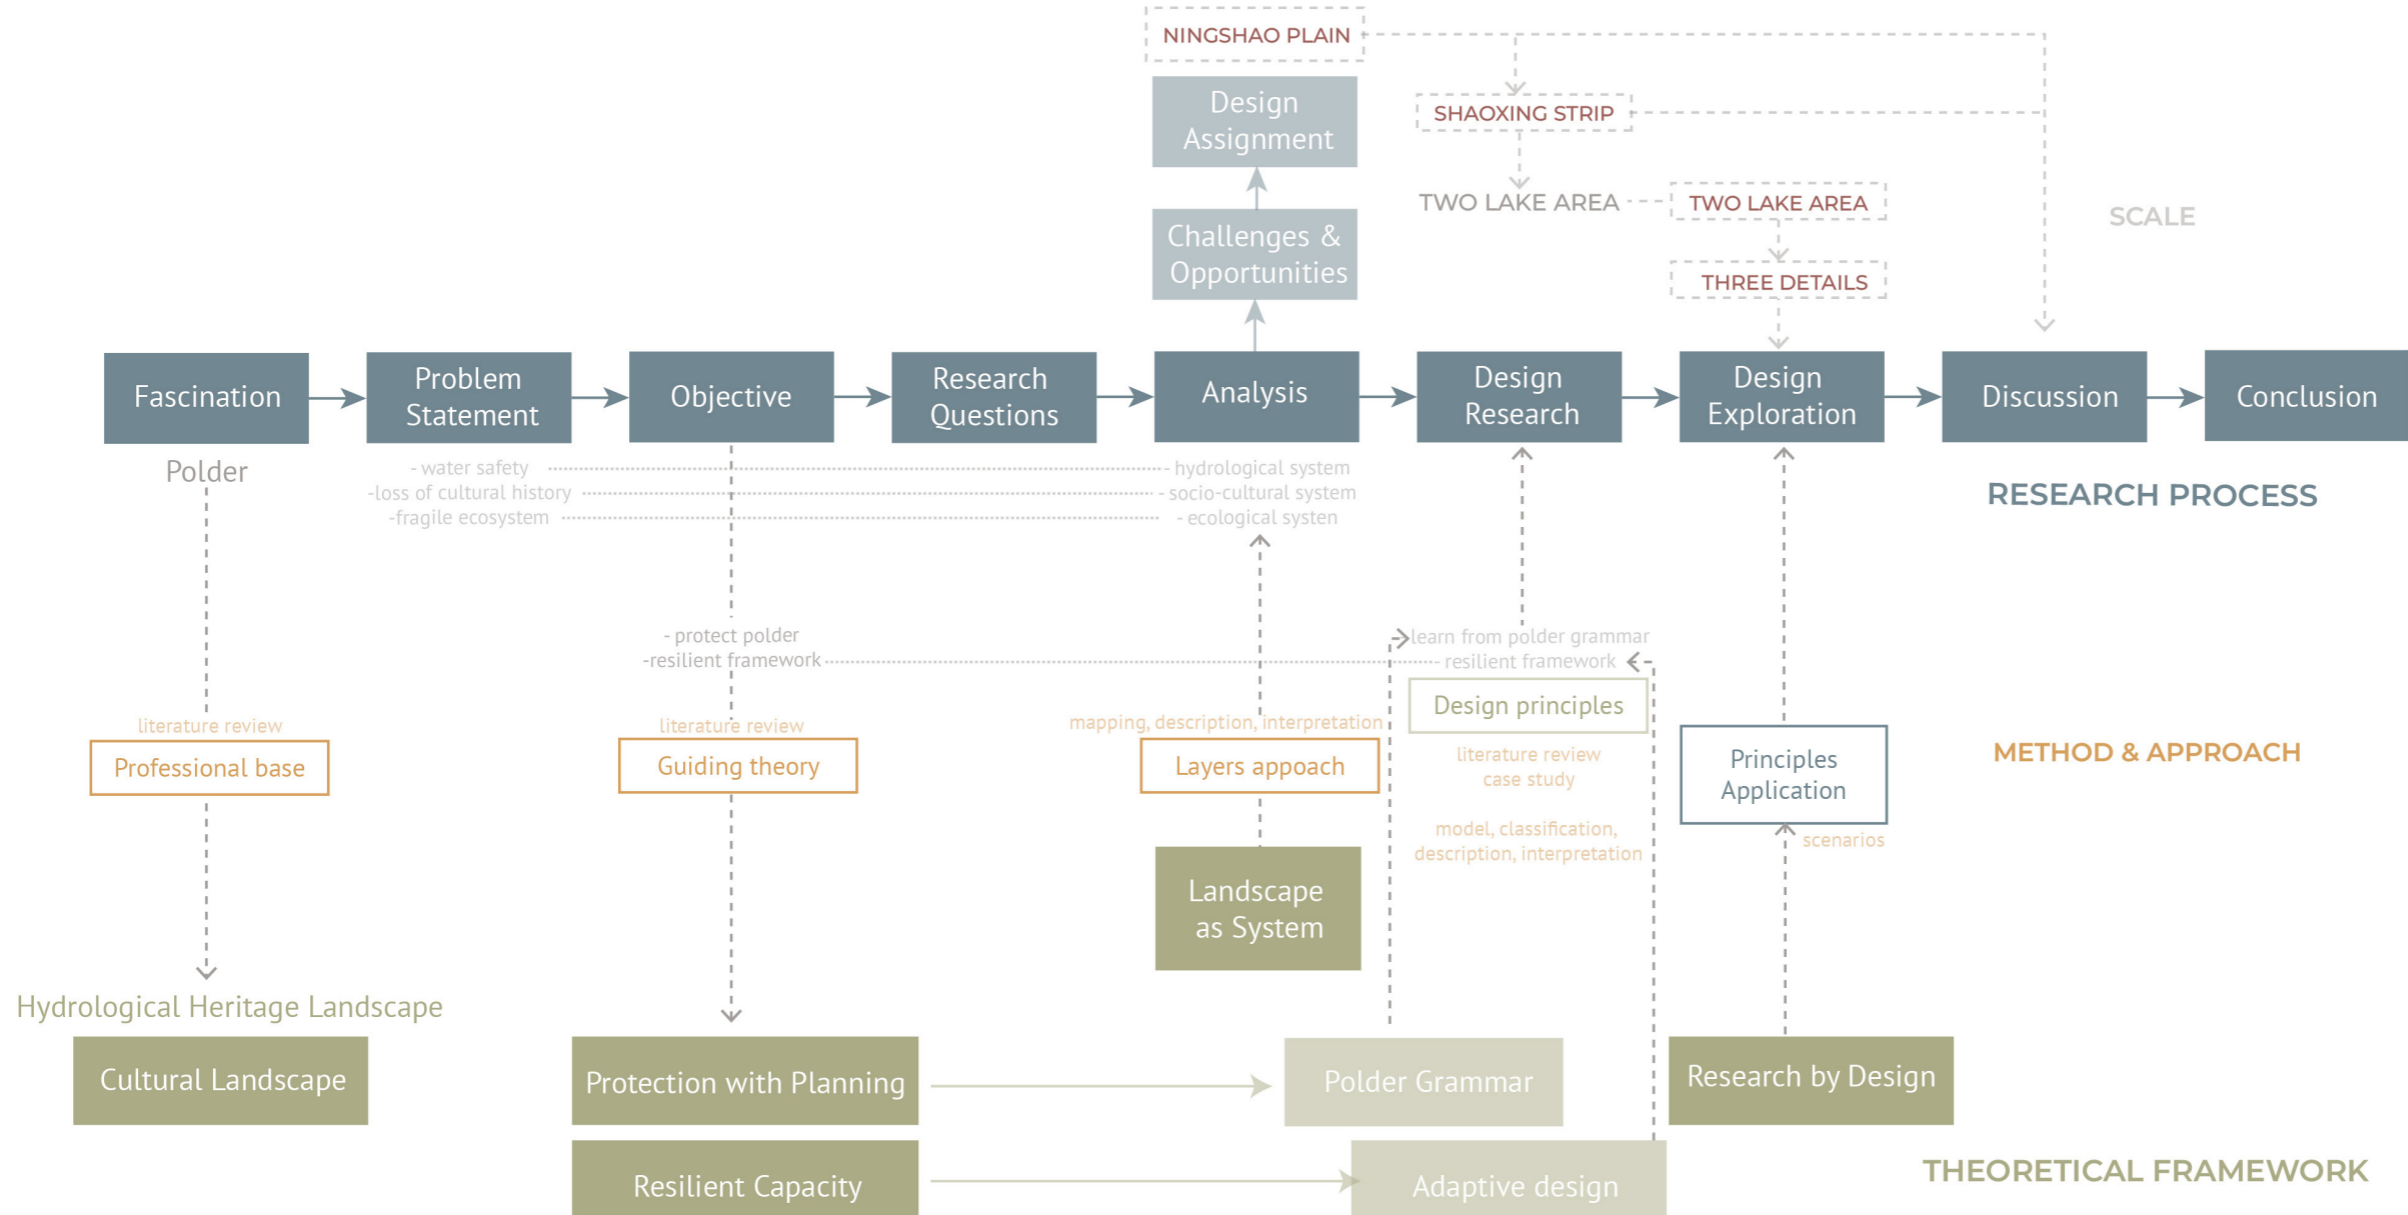 NINGSHAO PLAIN
Design
Assignment
SHAOXING STRIP
TWO LAKE AREA
TWO LAKE AREA
SCALE
Challenges &
Opportunities
THREE DETAILS
Fascination
Problem
Statement
Objective
Research
Questions
Analysis
Design
Research
Design
Exploration
Discussion
Conclusion
Polder
- water safety
-loss of cultural history
-fragile ecosystem
- hydrological system
- socio-cultural system
- ecological systen
RESEARCH PROCESS
- protect polder
-resilient framework
learn from polder grammar
- resilient framework
Design principles
literature review
Professional base
literature review
Guiding theory
mapping, description, interpretation
Layers appoach
literature review
case study
model, classification,
description, interpretation
Principles
Application
scenarios
METHOD & APPROACH
Landscape
as System
Hydrological Heritage Landscape
Cultural Landscape
Protection with Planning
Polder Grammar
Research by Design
Resilient Capacity
Adaptive design
THEORETICAL FRAMEWORK